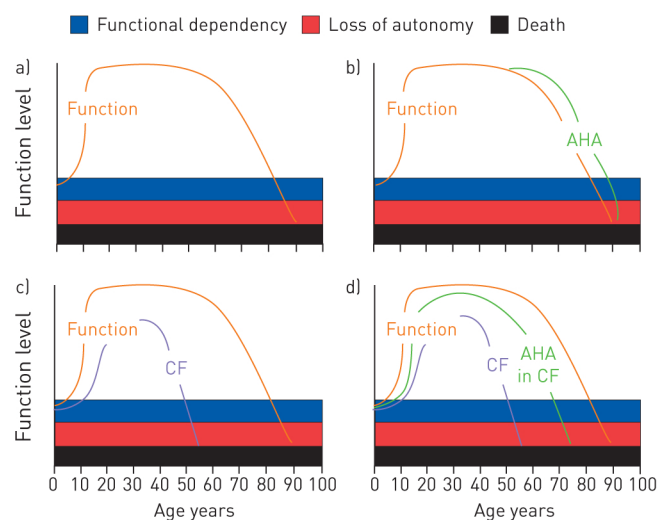 Functional dependency Loss of autonomy Death
a)
Function level
Function
b)
Function
AHA
c)
Function level
Function
CF
0 10 20 30 40 50 60 70 80 90 100
Age years
d)
Function
CF
AHA
in CF
0 10 20 30 40 50 60 70 80 90 100
Age years